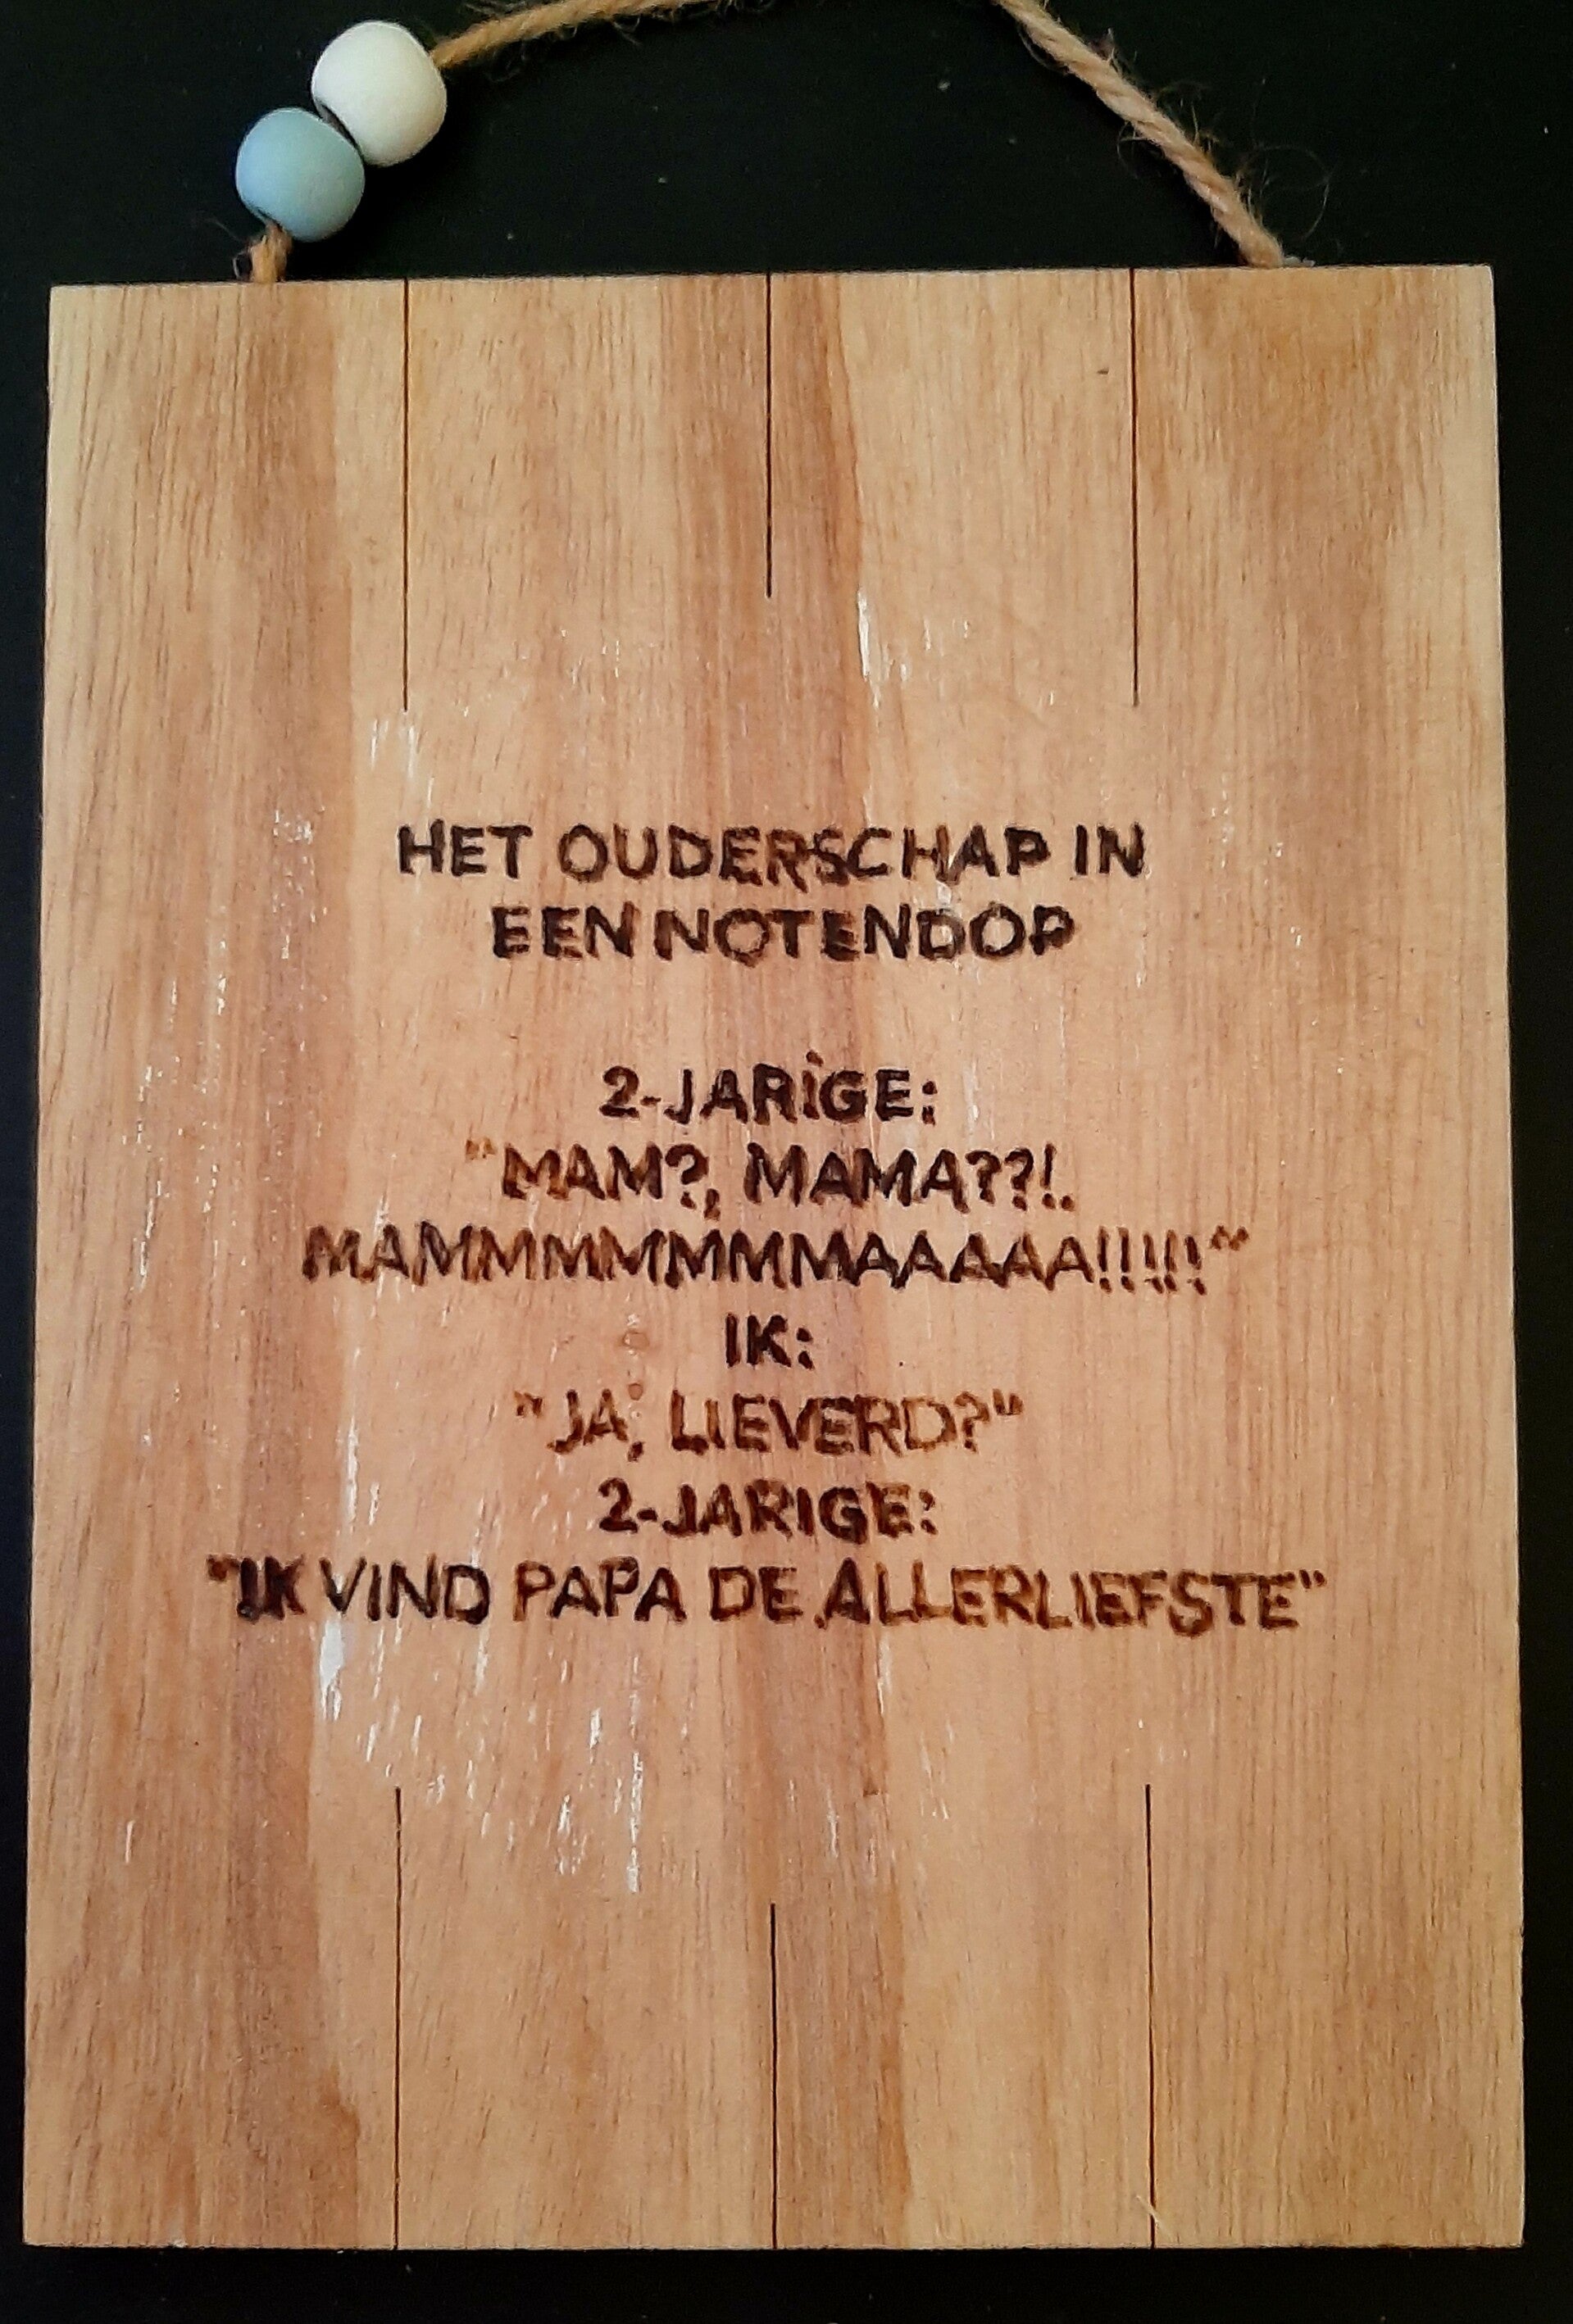 HET OUDERSCHAP IN
EEN NOTENDOP
2-JARIGE:
"MAM?, MAMA??!.
MAMMMMMMMMAAAAA!!!!!"
IK:
"JA, LIEVERD?"
2-JARIGE:
"IK VIND PAPA DE ALLERLIEFSTE"